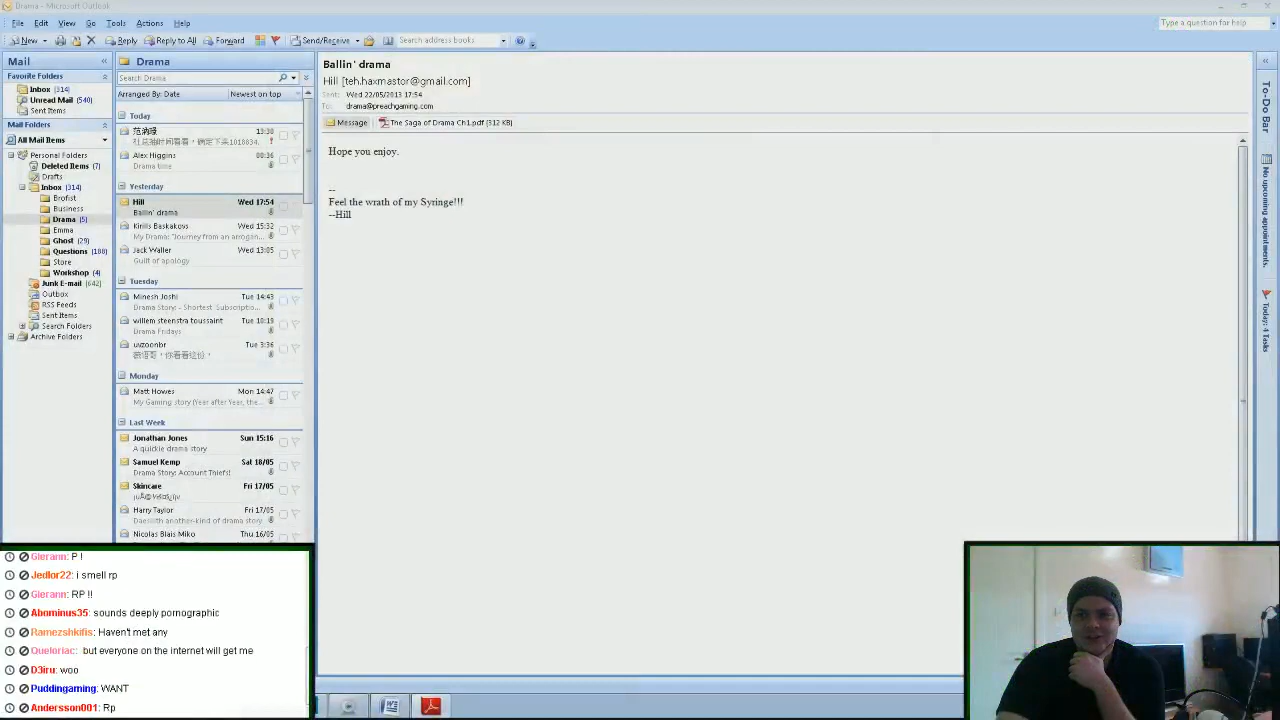 Drama - Microsoft Outlook
File Edit View Go Tools Actions Help
Type a question for help
New Reply Reply to All Forward Send/Receive Search address books
Mail
Favorite Folders
Inbox (314)
Unread Mail (540)
Sent Items
Mail Folders
All Mail Items
Personal Folders
Deleted Items (7)
Drafts
Inbox (314)
Brofist
Business
Drama (5)
Emma
Ghost (29)
Questions (188)
Store
Workshop (4)
Junk E-mail (642)
Outbox
RSS Feeds
Sent Items
Search Folders
Archive Folders
Drama
Search Drama
Arranged By: Date Newest on top
Today
13:38
Alex Higgins 00:36
Drama time
Yesterday
Hill Wed 17:54
Ballin' drama
Kirills Baskakovs Wed 15:32
My Drama: "Journey from an arrogan...
Jack Waller Wed 13:05
Guilt of apology
Tuesday
Minesh Joshi Tue 14:43
Drama Story: - Shortest Subscriptio...
willem steenstra toussaint Tue 10:19
Drama Fridays
Tue 3:36
Monday
Matt Howes Mon 14:47
My Gaming story (Year after Year, the...
Last Week
Jonathan Jones Sun 15:16
A quickie drama story
Samuel Kemp Sat 18/05
Drama Story: Account Thiefs!
Skincare Fri 17/05
Harry Taylor Fri 17/05
Daesilith another-kind of drama story
Nicolas Blais Miko Thu 16/05
Ballin' drama
Hill [teh.haxmastor@gmail.com]
Sent: Wed 22/05/2013 17:54
To: drama@preachgaming.com
Message The Saga of Drama Ch1.pdf (312 KB)
Hope you enjoy.
--
Feel the wrath of my Syringe!!!
--Hill
To-Do Bar
No upcoming appointments.
Today: 4 Tasks
Gierann: P !
Jedlor22: i smell rp
Gierann: RP !!
Abominus35: sounds deeply pornographic
Ramezshkifis: Haven't met any
Queloriac: but everyone on the internet will get me
D3iru: woo
Puddingaming: WANT
Andersson001: Rp